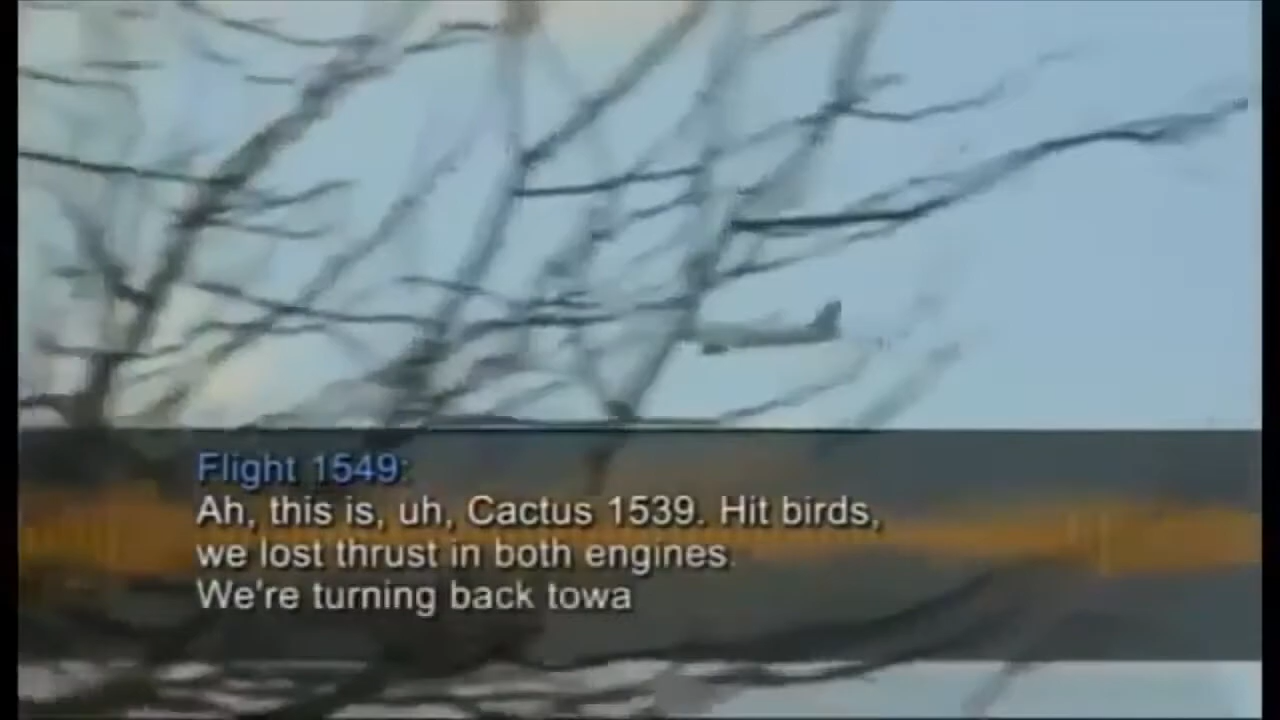 Flight 1549:
Ah, this is, uh, Cactus 1539. Hit birds,
we lost thrust in both engines.
We're turning back towa